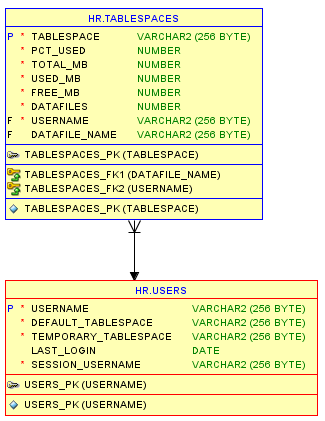 HR.TABLESPACES
P * TABLESPACE VARCHAR2 (256 BYTE)
* PCT_USED NUMBER
* TOTAL_MB NUMBER
* USED_MB NUMBER
* FREE_MB NUMBER
* DATAFILES NUMBER
F * USERNAME VARCHAR2 (256 BYTE)
F DATAFILE_NAME VARCHAR2 (256 BYTE)
TABLESPACES_PK (TABLESPACE)
TABLESPACES_FK1 (DATAFILE_NAME)
TABLESPACES_FK2 (USERNAME)
TABLESPACES_PK (TABLESPACE)
HR.USERS
P * USERNAME VARCHAR2 (256 BYTE)
* DEFAULT_TABLESPACE VARCHAR2 (256 BYTE)
* TEMPORARY_TABLESPACE VARCHAR2 (256 BYTE)
LAST_LOGIN DATE
* SESSION_USERNAME VARCHAR2 (256 BYTE)
USERS_PK (USERNAME)
USERS_PK (USERNAME)